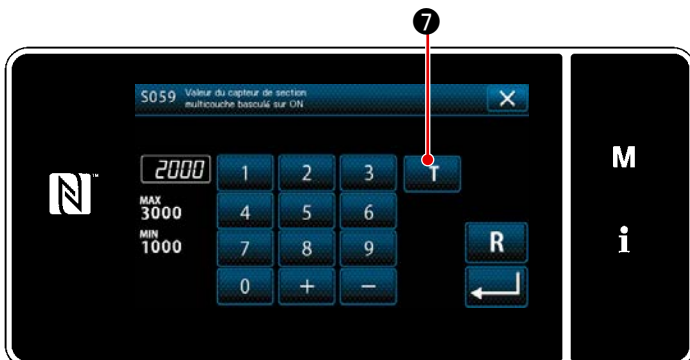 7
S059 Valeur du capteur de section
multicouche basculé sur ON
X
2000 1 2 3 T
MAX
3000 4 5 6
MIN
1000 7 8 9 R
0 + −
N™
M
i